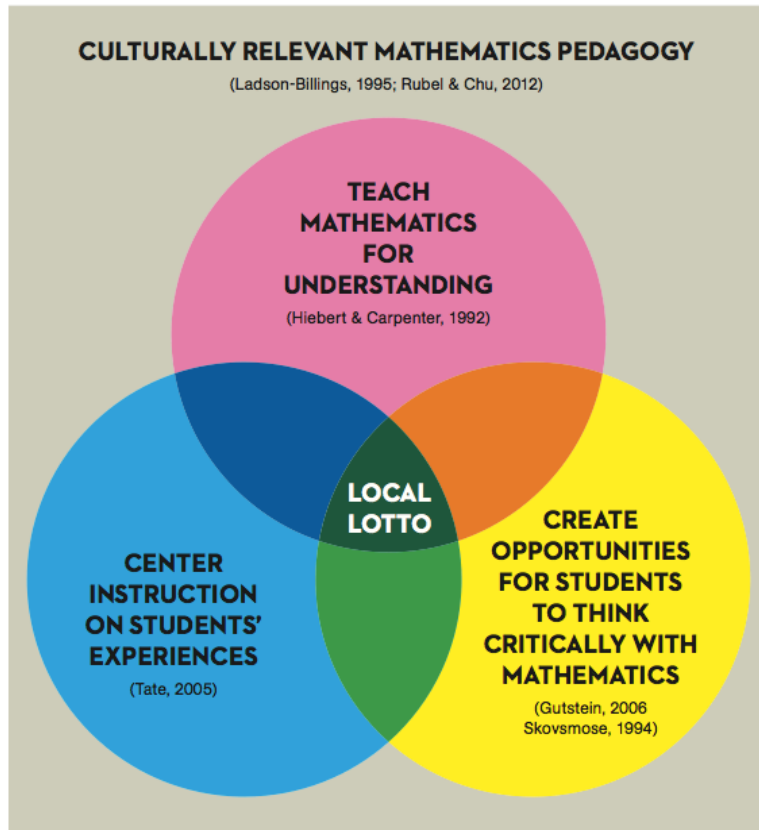 CULTURALLY RELEVANT MATHEMATICS PEDAGOGY
(Ladson-Billings, 1995; Rubel & Chu, 2012)
TEACH
MATHEMATICS
FOR
UNDERSTANDING
(Hiebert & Carpenter, 1992)
LOCAL
LOTTO
CENTER
INSTRUCTION
ON STUDENTS'
EXPERIENCES
(Tate, 2005)
CREATE
OPPORTUNITIES
FOR STUDENTS
TO THINK
CRITICALLY WITH
MATHEMATICS
(Gutstein, 2006
Skovsmose, 1994)